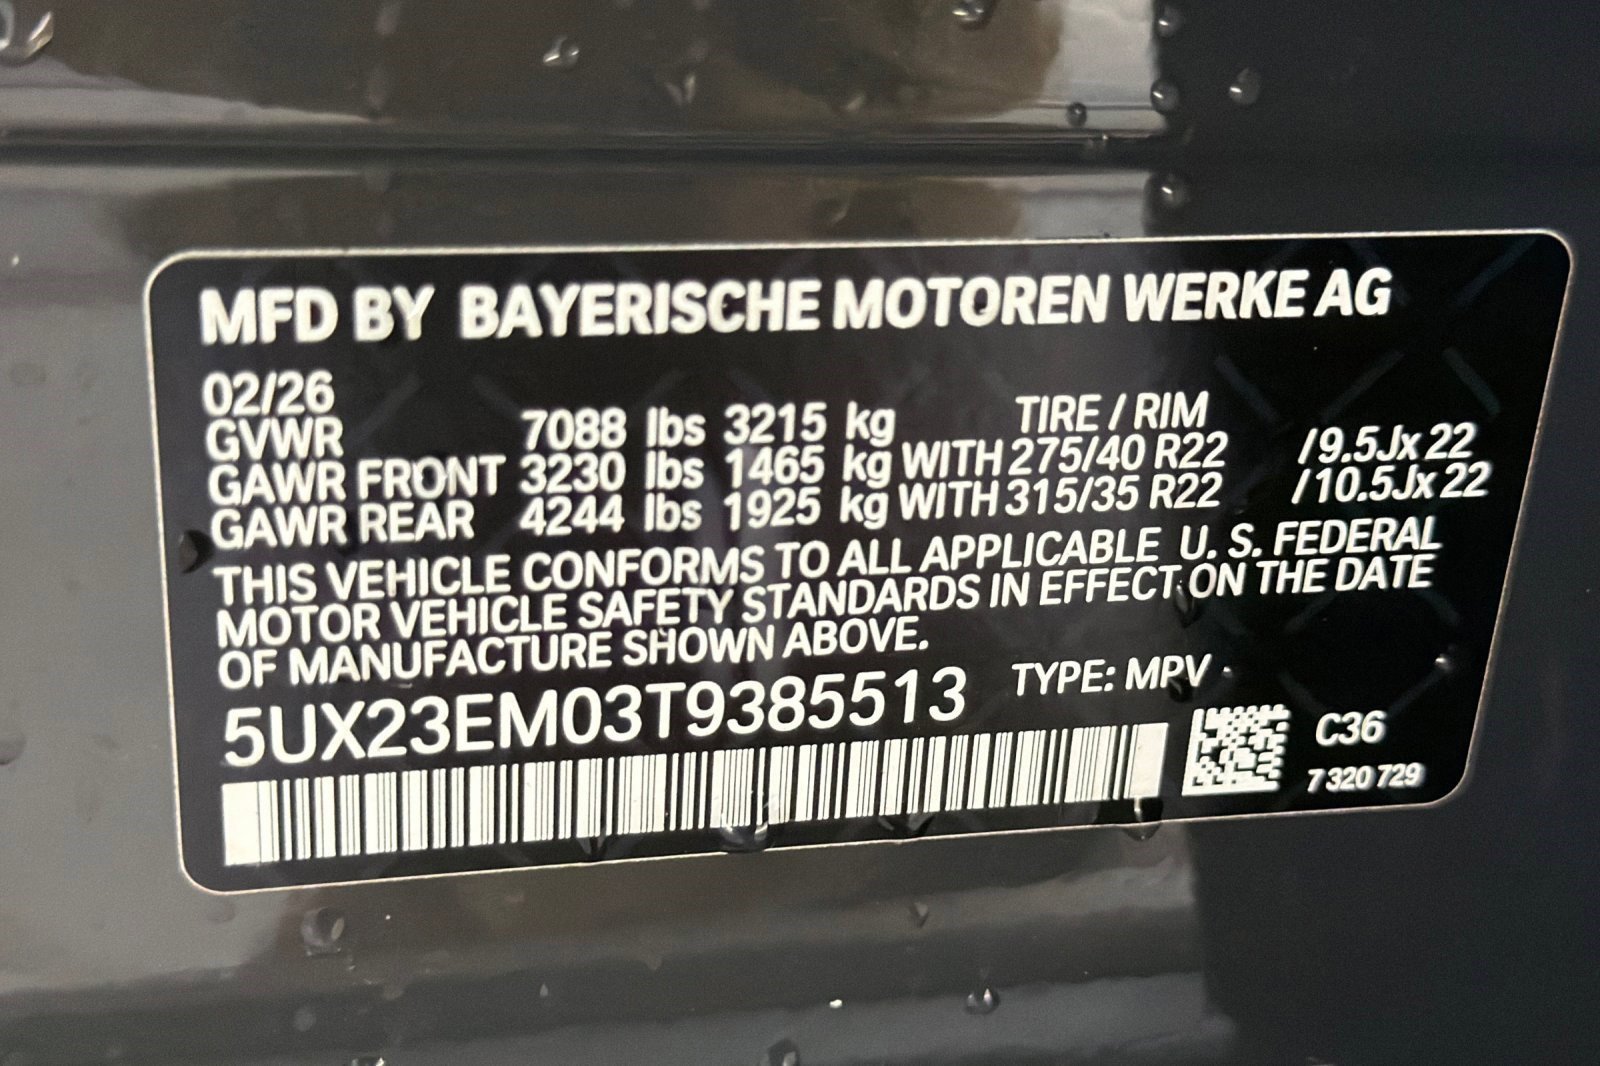 MFD BY BAYERISCHE MOTOREN WERKE AG
02/26
TIRE / RIM
GVWR 7088 lbs 3215 kg
GAWR FRONT 3230 lbs 1465 kg WITH 275/40 R22 /9.5Jx22
GAWR REAR 4244 lbs 1925 kg WITH 315/35 R22 /10.5Jx22
THIS VEHICLE CONFORMS TO ALL APPLICABLE U. S. FEDERAL
MOTOR VEHICLE SAFETY STANDARDS IN EFFECT ON THE DATE
OF MANUFACTURE SHOWN ABOVE.
5UX23EM03T9385513 TYPE: MPV
C36
7 320 729